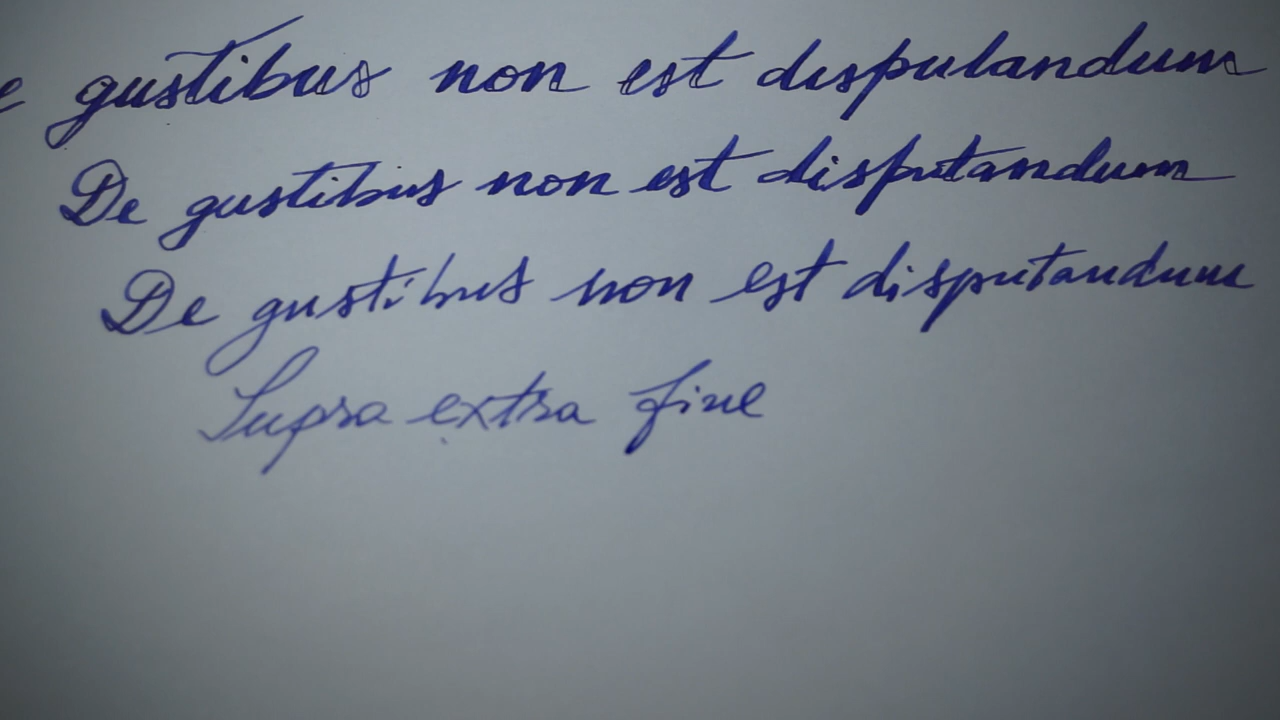 e gustibus non est disputandum
De gustibus non est disputandum
De gustibus non est disputandum
Supra extra fine